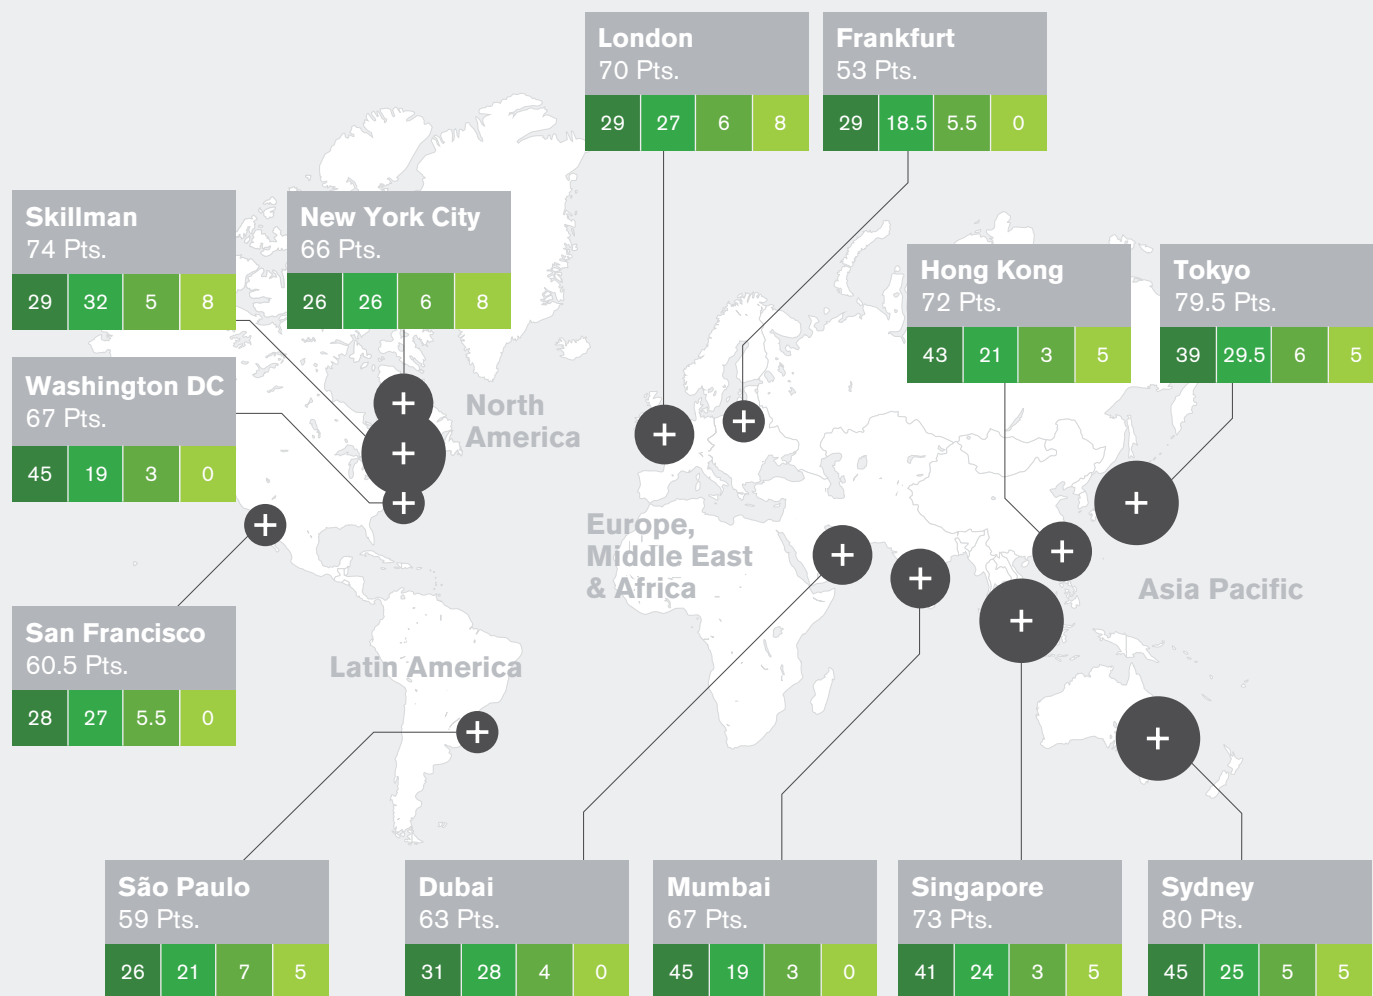 London
70 Pts.
29 27 6 8
Frankfurt
53 Pts.
29 18.5 5.5 0
Skillman
74 Pts.
29 32 5 8
New York City
66 Pts.
26 26 6 8
Hong Kong
72 Pts.
43 21 3 5
Tokyo
79.5 Pts.
39 29.5 6 5
Washington DC
67 Pts.
45 19 3 0
North
America
Europe,
Middle East
& Africa
Asia Pacific
San Francisco
60.5 Pts.
28 27 5.5 0
Latin America
São Paulo
59 Pts.
26 21 7 5
Dubai
63 Pts.
31 28 4 0
Mumbai
67 Pts.
45 19 3 0
Singapore
73 Pts.
41 24 3 5
Sydney
80 Pts.
45 25 5 5